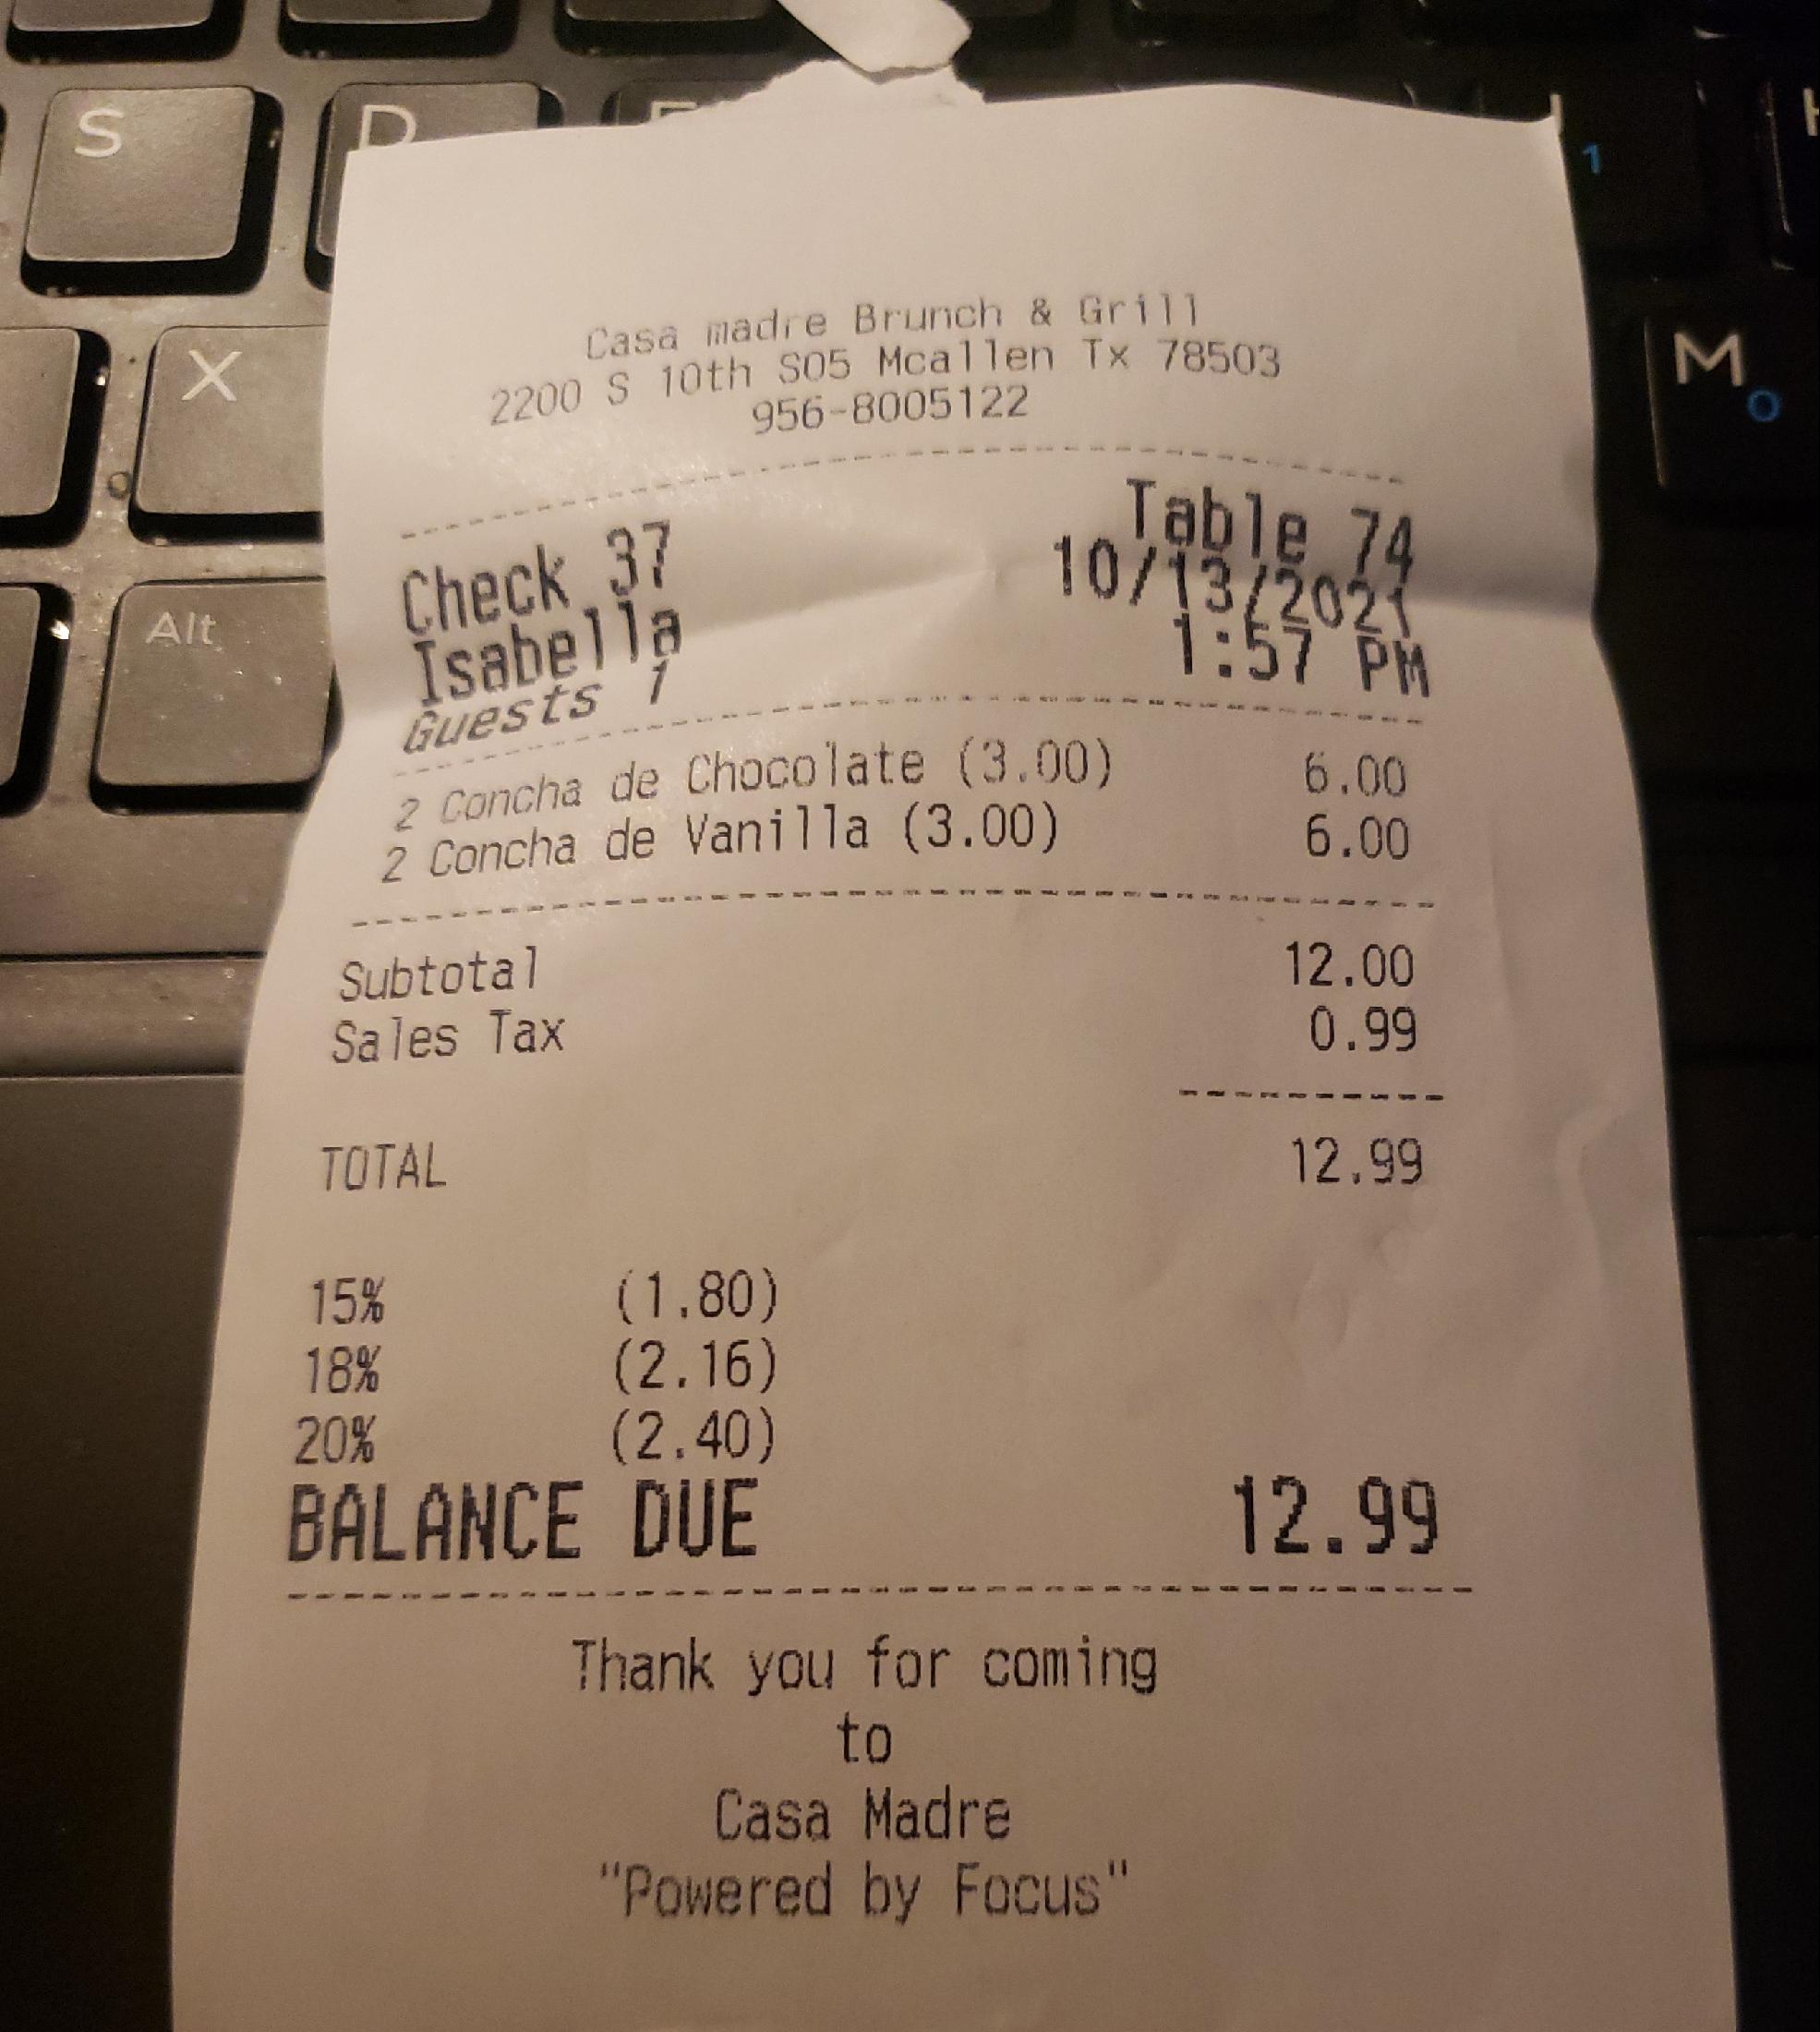 Casa madre Brunch & Grill
2200 S 10th S05 Mcallen Tx 78503
956-8005122
Check 37 Table 74
Isabella 10/13/2021
Guests 1 1:57 PM
2 Concha de Chocolate (3.00) 6.00
2 Concha de Vanilla (3.00) 6.00
Subtotal 12.00
Sales Tax 0.99
TOTAL 12.99
15% (1.80)
18% (2.16)
20% (2.40)
BALANCE DUE 12.99
Thank you for coming
to
Casa Madre
"Powered by Focus"
S
D
X
Alt
M
0
1